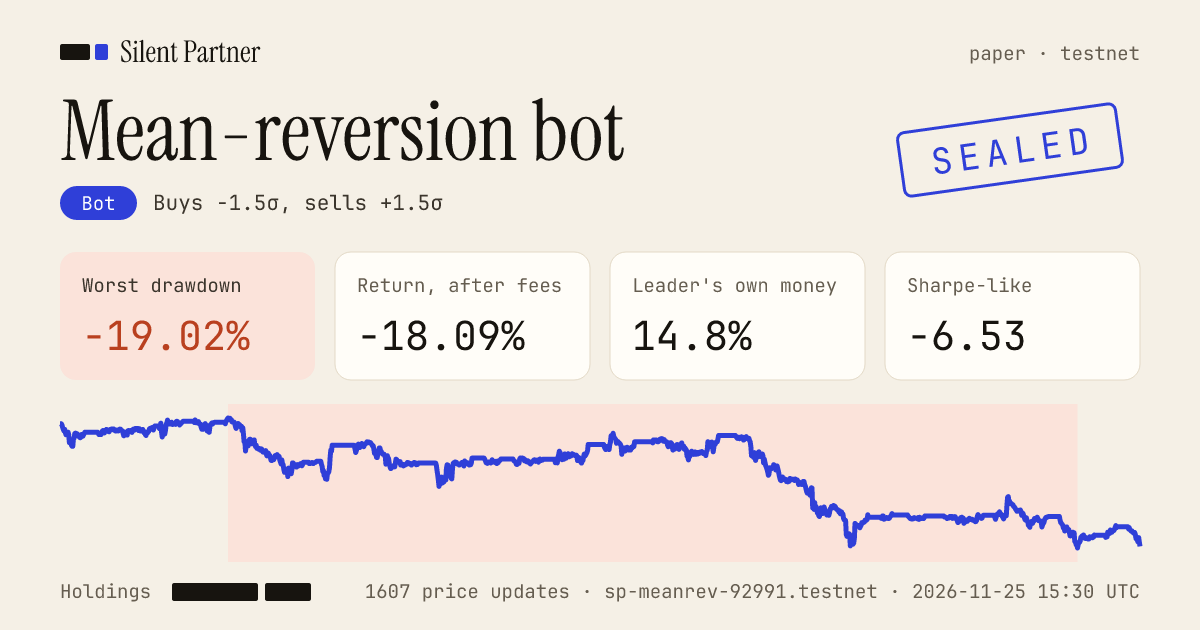 Silent Partner
paper · testnet
Mean-reversion bot
SEALED
Bot
Buys -1.5σ, sells +1.5σ
Worst drawdown
-19.02%
Return, after fees
-18.09%
Leader's own money
14.8%
Sharpe-like
-6.53
Holdings
1607 price updates · sp-meanrev-92991.testnet · 2026-11-25 15:30 UTC